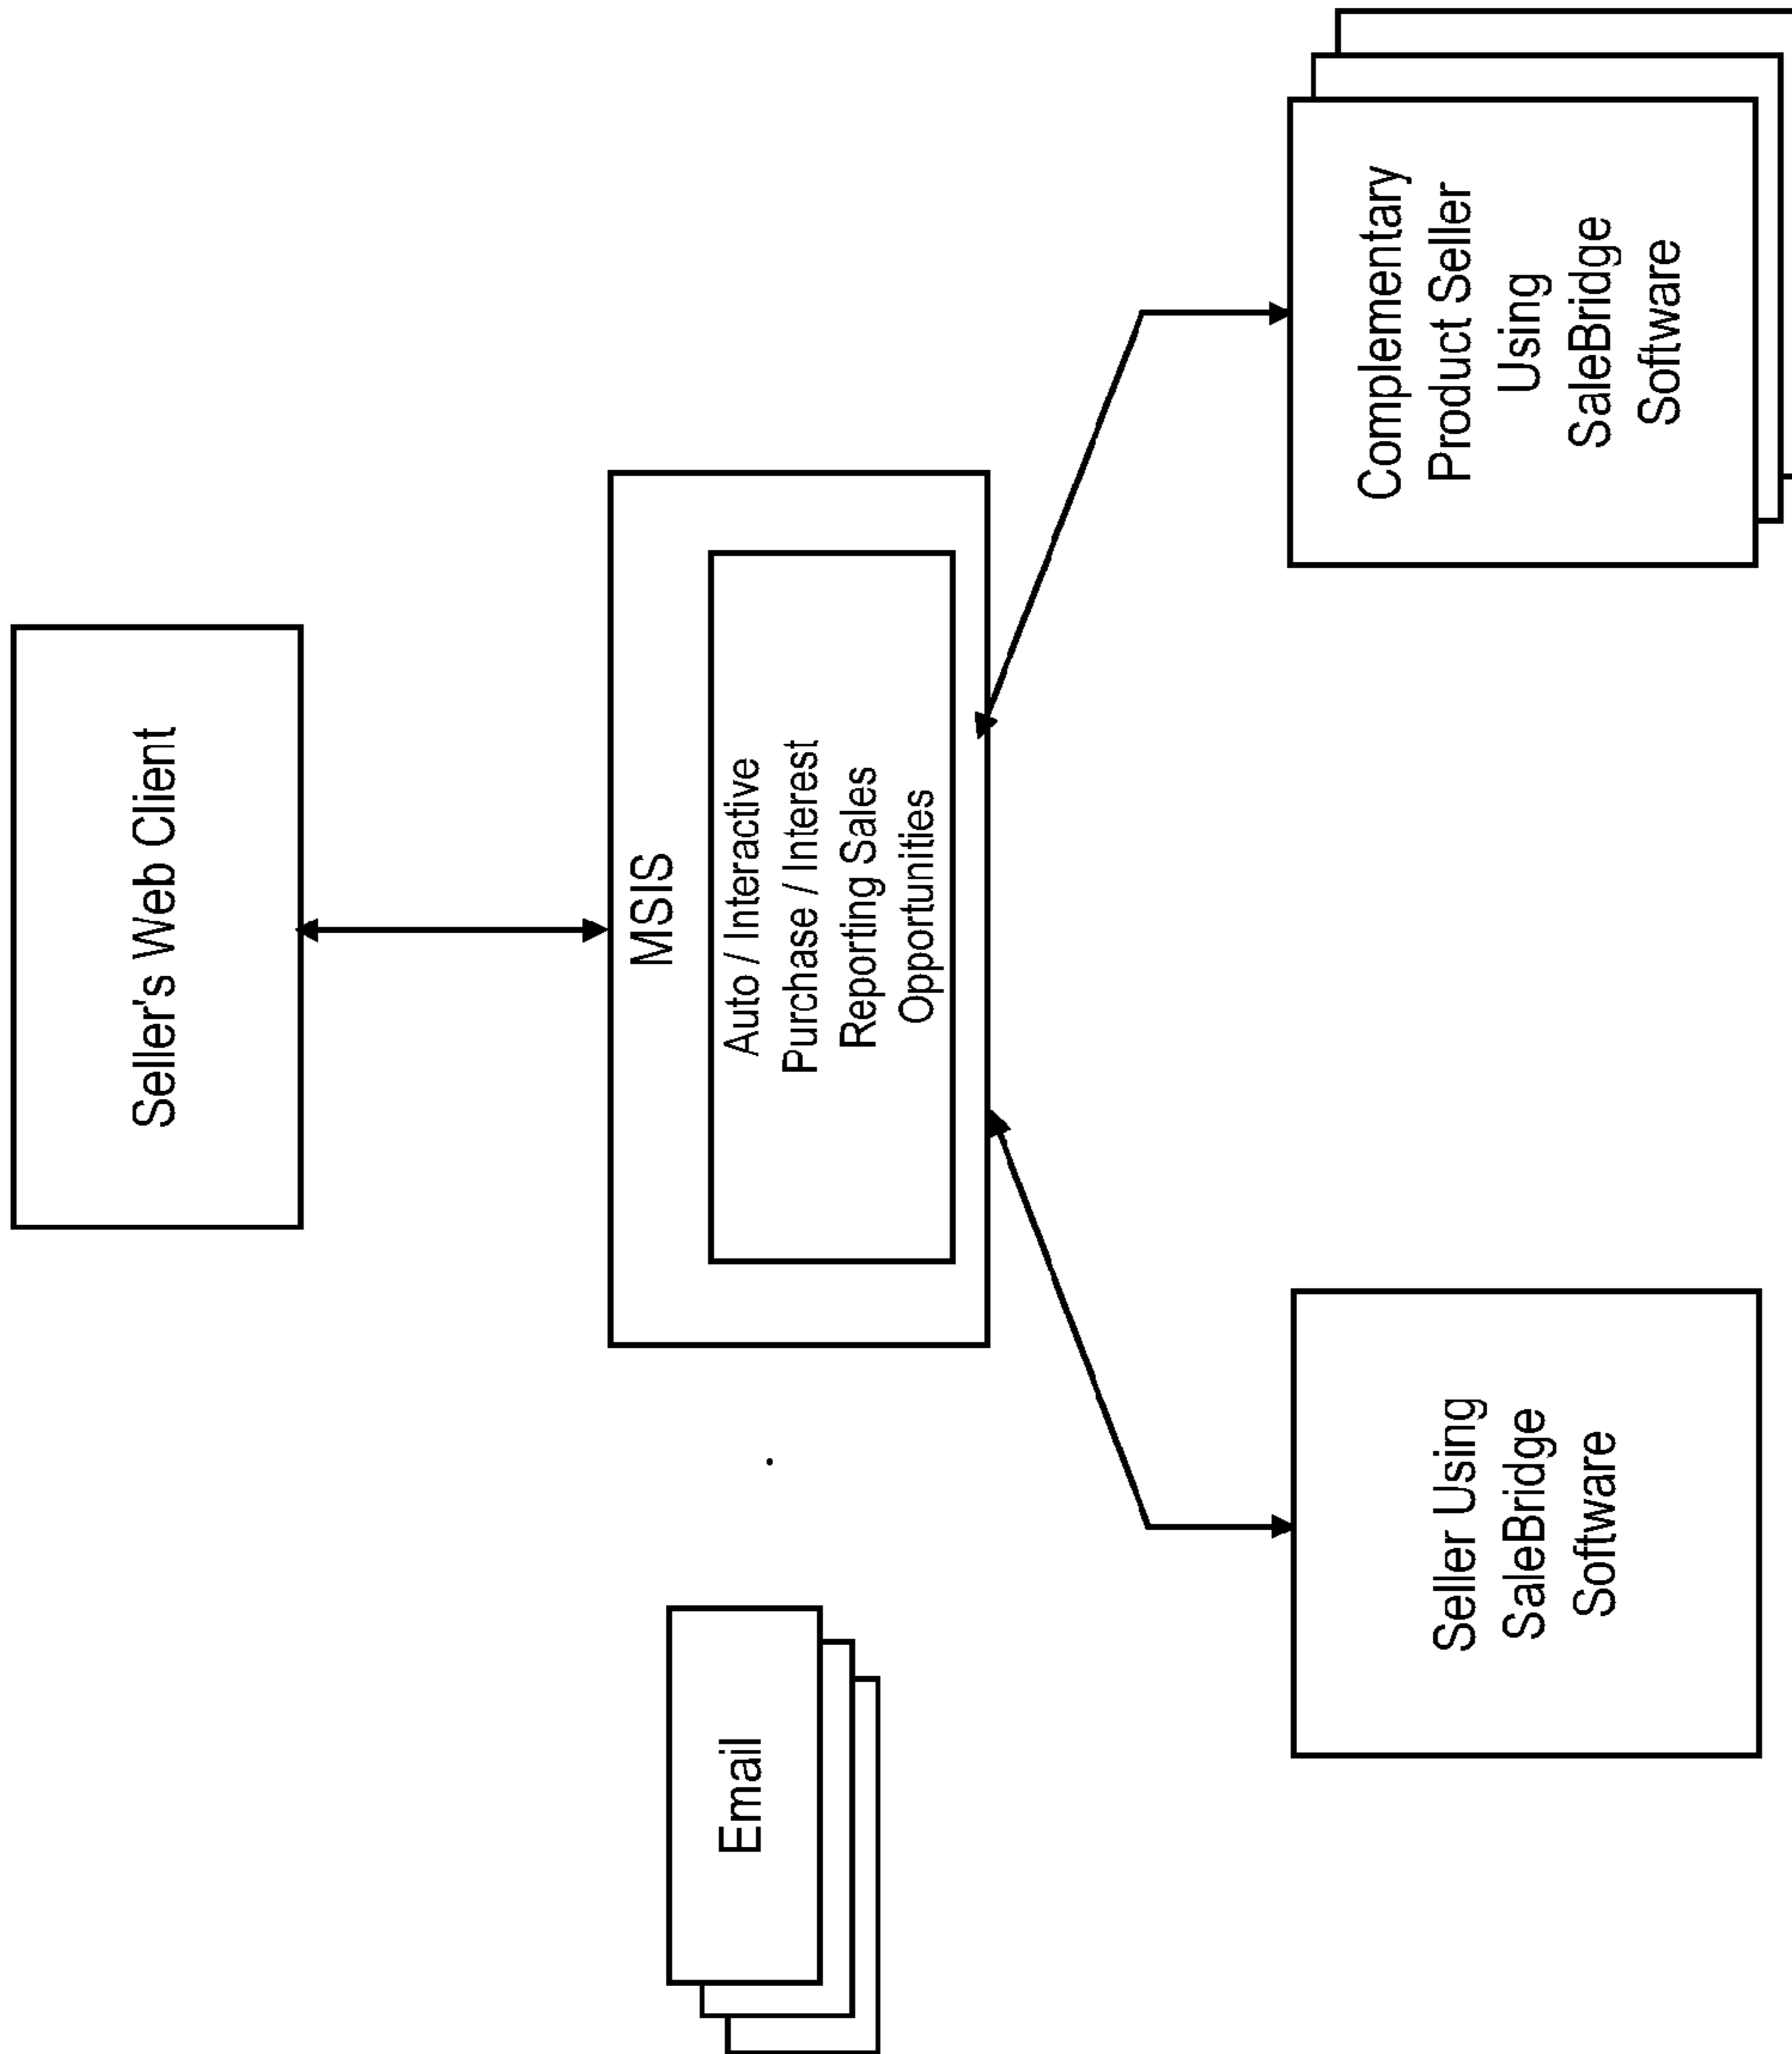 Seller's Web Client
MSIS
Auto / Interactive
Purchase / Interest
Reporting Sales
Opportunities
Email
Seller Using
SaleBridge
Software
Complementary
Product Seller
Using
SaleBridge
Software